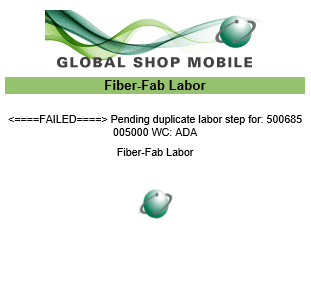 GLOBAL SHOP MOBILE
Fiber-Fab Labor
<====FAILED====> Pending duplicate labor step for: 500685
005000 WC: ADA
Fiber-Fab Labor